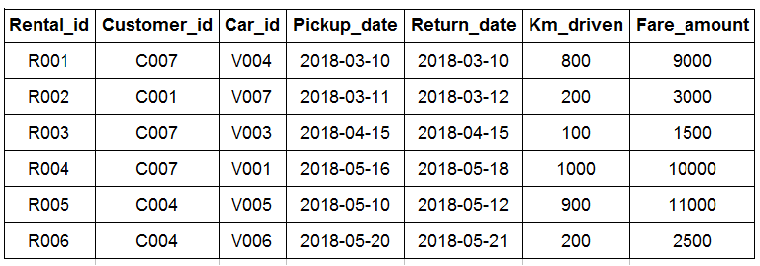 Rental_id Customer_id Car_id Pickup_date Return_date Km_driven Fare_amount
R001 C007 V004 2018-03-10 2018-03-10 800 9000
R002 C001 V007 2018-03-11 2018-03-12 200 3000
R003 C007 V003 2018-04-15 2018-04-15 100 1500
R004 C007 V001 2018-05-16 2018-05-18 1000 10000
R005 C004 V005 2018-05-10 2018-05-12 900 11000
R006 C004 V006 2018-05-20 2018-05-21 200 2500